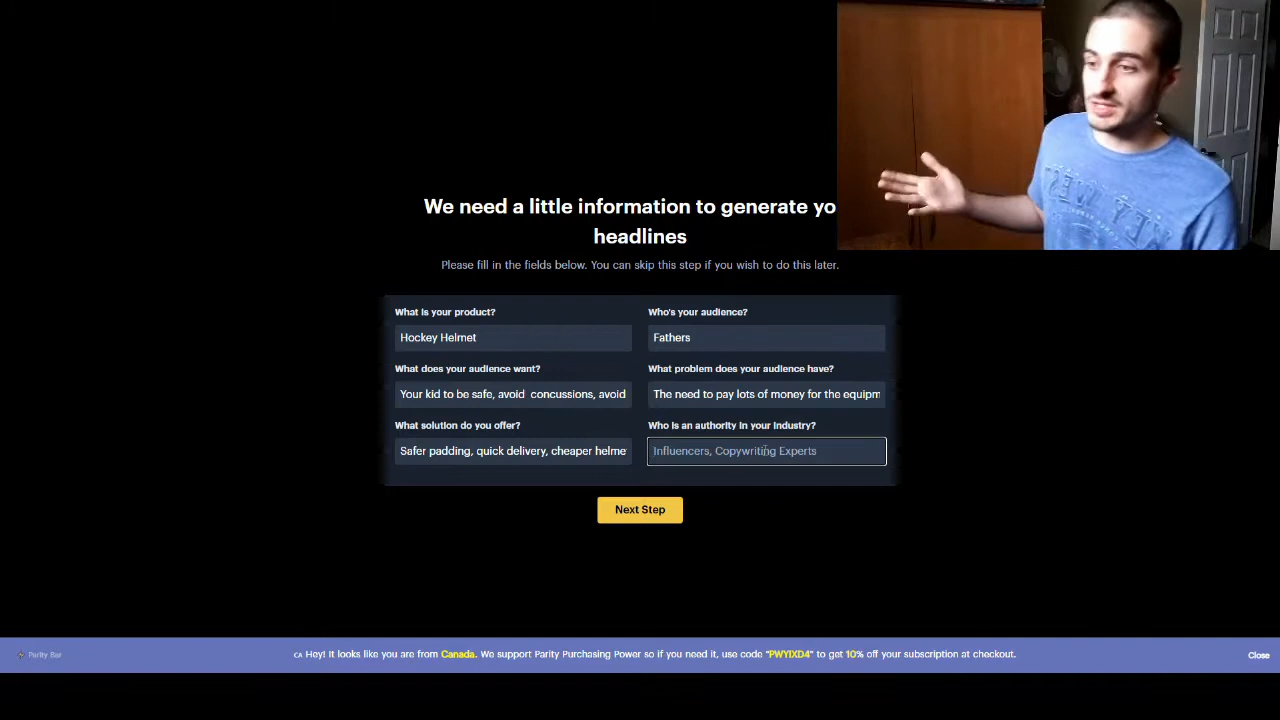 We need a little information to generate yo
headlines
Please fill in the fields below. You can skip this step if you wish to do this later.
What is your product?
Who's your audience?
Hockey Helmet
Fathers
What does your audience want?
What problem does your audience have?
Your kid to be safe, avoid  concussions, avoid
The need to pay lots of money for the equipm
What solution do you offer?
Who is an authority in your industry?
Safer padding, quick delivery, cheaper helme
Influencers, Copywriting Experts
Next Step
Parity Bar
CA Hey! It looks like you are from Canada. We support Parity Purchasing Power so if you need it, use code "PWYIXD4" to get 10% off your subscription at checkout.
Close